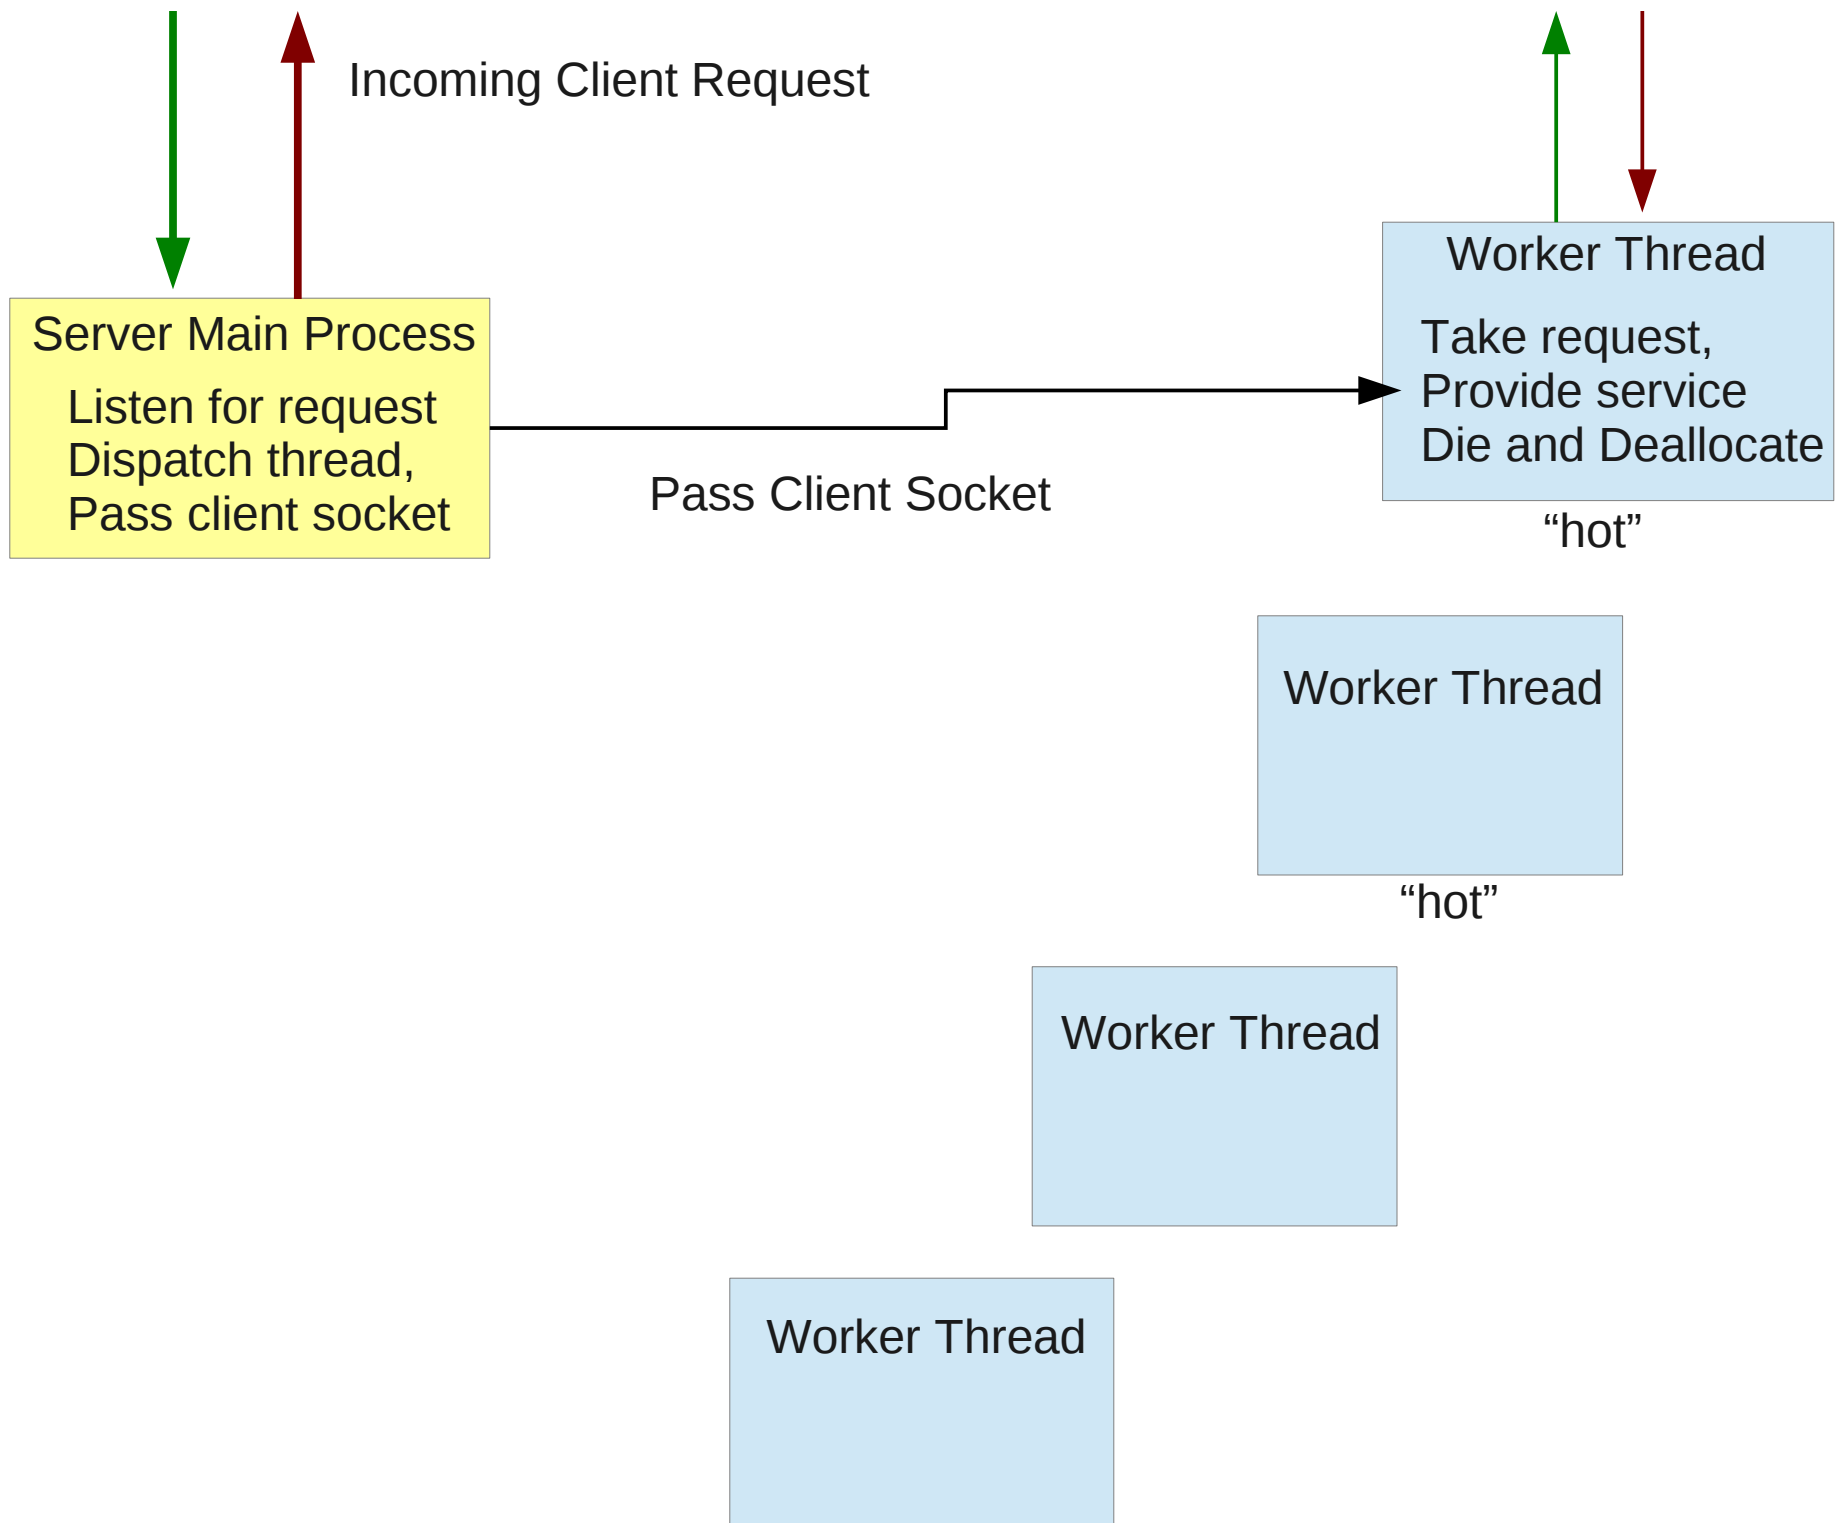 Incoming Client Request
Server Main Process
Listen for request
Dispatch thread,
Pass client socket
Pass Client Socket
Worker Thread
Take request,
Provide service
Die and Deallocate
“hot”
Worker Thread
“hot”
Worker Thread
Worker Thread